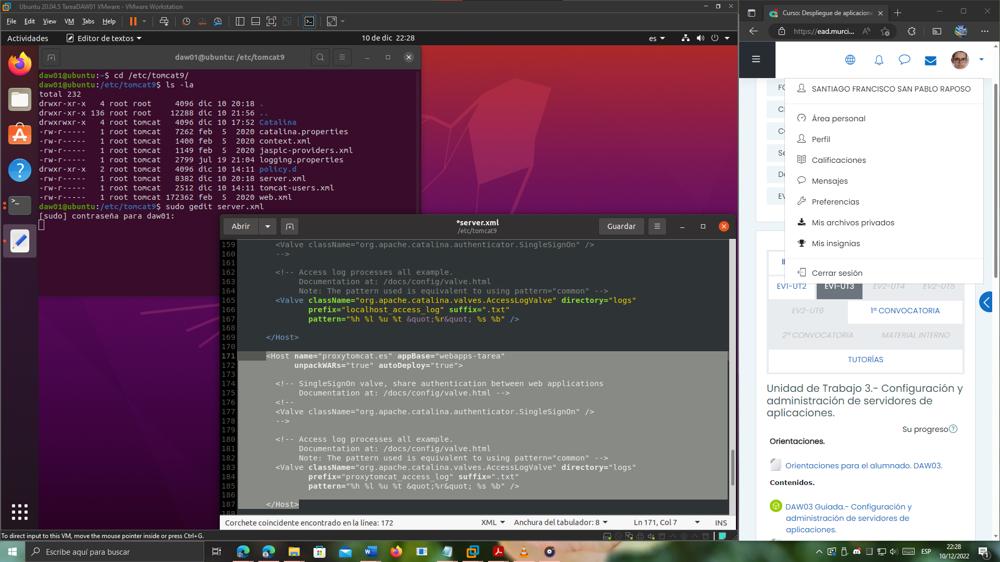 Ubuntu 20.04.5 TareaDAW01 VMware - VMware Workstation
File Edit View VM Tabs Help
Actividades Editor de textos 10 de dic 22:28 es
daw01@ubuntu: /etc/tomcat9
daw01@ubuntu:~$ cd /etc/tomcat9/
daw01@ubuntu:/etc/tomcat9$ ls -la
total 232
drwxr-xr-x   4 root root     4096 dic 10 20:18 .
drwxr-xr-x 136 root root    12288 dic 10 21:56 ..
drwxrwxr-x   4 root tomcat   4096 dic 10 17:52 Catalina
-rw-r-----   1 root tomcat   7262 feb  5  2020 catalina.properties
-rw-r-----   1 root tomcat   1400 feb  5  2020 context.xml
-rw-r-----   1 root tomcat   1149 feb  5  2020 jaspic-providers.xml
-rw-r-----   1 root tomcat   2799 jul 19 21:04 logging.properties
drwxr-xr-x   2 root tomcat   4096 dic 10 14:11 policy.d
-rw-r-----   1 root tomcat   8382 dic 10 20:18 server.xml
-rw-r-----   1 root tomcat   2512 dic 10 14:11 tomcat-users.xml
-rw-r-----   1 root tomcat 172362 feb  5  2020 web.xml
daw01@ubuntu:/etc/tomcat9$ sudo gedit server.xml
[sudo] contraseña para daw01:
Abrir *server.xml Guardar
/etc/tomcat9
159 <Valve className="org.apache.catalina.authenticator.SingleSignOn" />
160 -->
161
162 <!-- Access log processes all example.
163 Documentation at: /docs/config/valve.html
164 Note: The pattern used is equivalent to using pattern="common" -->
165 <Valve className="org.apache.catalina.valves.AccessLogValve" directory="logs"
166 prefix="localhost_access_log" suffix=".txt"
167 pattern="%h %l %u %t &quot;%r&quot; %s %b" />
168
169 </Host>
170
171 <Host name="proxytomcat.es" appBase="webapps-tarea"
172 unpackWARs="true" autoDeploy="true">
173
174 <!-- SingleSignOn valve, share authentication between web applications
175 Documentation at: /docs/config/valve.html -->
176 <!--
177 <Valve className="org.apache.catalina.authenticator.SingleSignOn" />
178 -->
179
180 <!-- Access log processes all example.
181 Documentation at: /docs/config/valve.html
182 Note: The pattern used is equivalent to using pattern="common" -->
183 <Valve className="org.apache.catalina.valves.AccessLogValve" directory="logs"
184 prefix="proxytomcat_access_log" suffix=".txt"
185 pattern="%h %l %u %t &quot;%r&quot; %s %b" />
186
187 </Host>
188
Corchete coincidente encontrado en la línea: 172 XML Anchura del tabulador: 8 Ln 171, Col 7 INS
To direct input to this VM, move the mouse pointer inside or press Ctrl+G.
Curso: Despliegue de aplicacione
https://ead.murci...
SANTIAGO FRANCISCO SAN PABLO RAPOSO
Área personal
Perfil
Calificaciones
Mensajes
Preferencias
Mis archivos privados
Mis insignias
Cerrar sesión
EV1-UT2 EV1-UT3 EV2-UT4 EV2-UT5
EV2-UT6 1ª CONVOCATORIA
2ª CONVOCATORIA MATERIAL INTERNO
TUTORÍAS
Unidad de Trabajo 3.- Configuración y
administración de servidores de
aplicaciones.
Su progreso
Orientaciones.
Orientaciones para el alumnado. DAW03.
Contenidos.
DAW03 Guiada.- Configuración y
administración de servidores de
aplicaciones.
Escribe aquí para buscar
ESP
22:28
10/12/2022
1